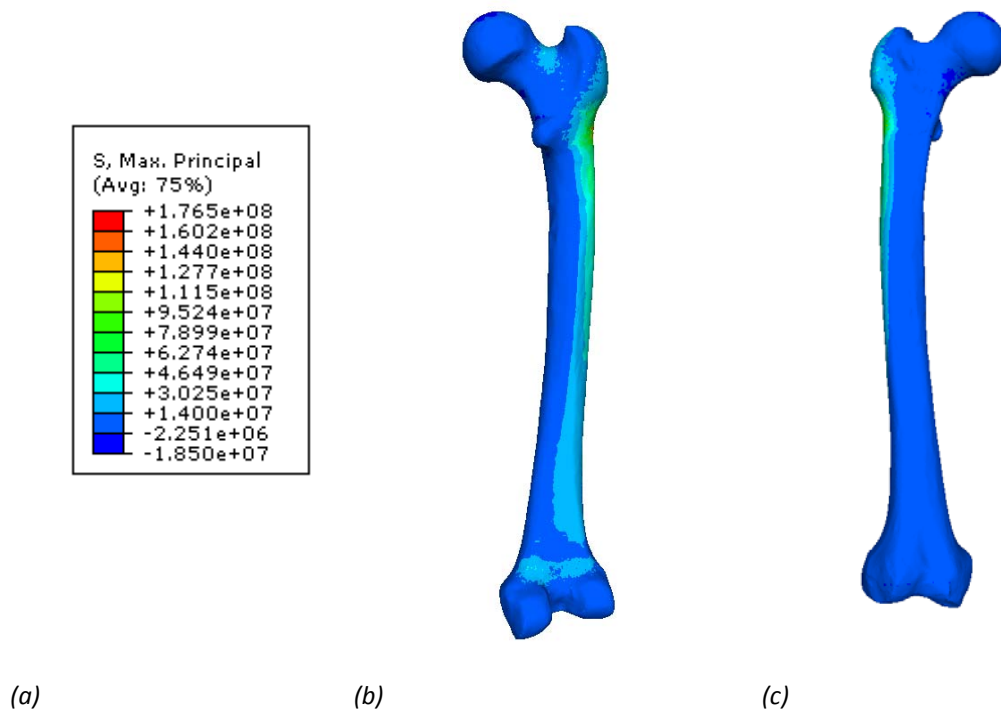 S, Max. Principal
(Avg: 75%)
+1.765e+08
+1.602e+08
+1.440e+08
+1.277e+08
+1.115e+08
+9.524e+07
+7.899e+07
+6.274e+07
+4.649e+07
+3.025e+07
+1.400e+07
-2.251e+06
-1.850e+07
(a) (b) (c)